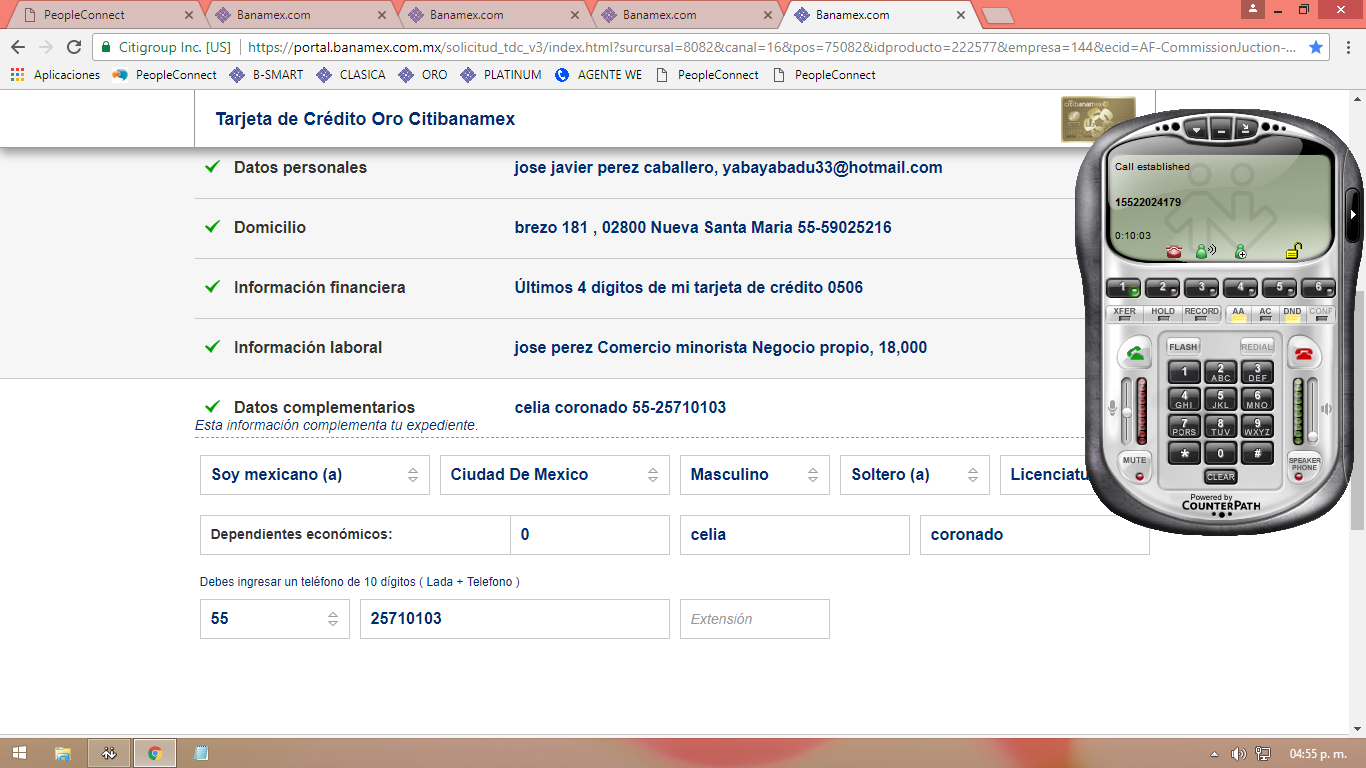 PeopleConnect
Banamex.com
Banamex.com
Banamex.com
Banamex.com
Citigroup Inc. [US]
https://portal.banamex.com.mx/solicitud_tdc_v3/index.html?surcursal=8082&canal=16&pos=75082&idproducto=222577&empresa=144&ecid=AF-CommissionJuction-...
Aplicaciones PeopleConnect B-SMART CLASICA ORO PLATINUM AGENTE WE PeopleConnect PeopleConnect
Tarjeta de Crédito Oro Citibanamex
citibanamex
Datos personales jose javier perez caballero, yabayabadu33@hotmail.com
Domicilio brezo 181 , 02800 Nueva Santa Maria 55-59025216
Información financiera Últimos 4 dígitos de mi tarjeta de crédito 0506
Información laboral jose perez Comercio minorista Negocio propio, 18,000
Datos complementarios celia coronado 55-25710103
Esta información complementa tu expediente.
Soy mexicano (a) Ciudad De Mexico Masculino Soltero (a) Licenciatu
Dependientes económicos: 0 celia coronado
Debes ingresar un teléfono de 10 dígitos ( Lada + Telefono )
55 25710103 Extensión
Call established
15522024179
0:10:03
1 2 3 4 5 6
XFER HOLD RECORD AA AC DND CONF
FLASH REDIAL
1 2 ABC 3 DEF
4 GHI 5 JKL 6 MNO
7 PQRS 8 TUV 9 WXYZ
* 0 #
MUTE
CLEAR
SPEAKER PHONE
Powered by
COUNTERPATH
04:55 p. m.